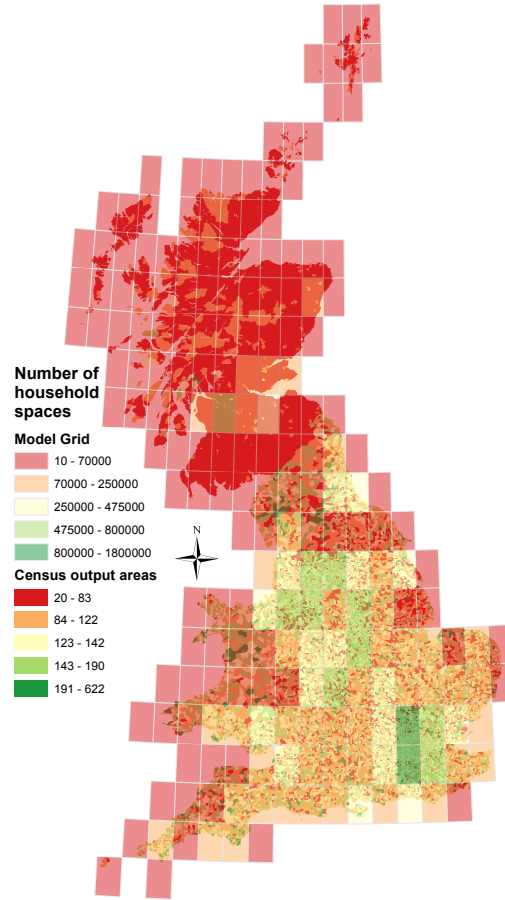 Number of
household
spaces
Model Grid
10 - 70000
70000 - 250000
250000 - 475000
475000 - 800000
800000 - 1800000
N
Census output areas
20 - 83
84 - 122
123 - 142
143 - 190
191 - 622